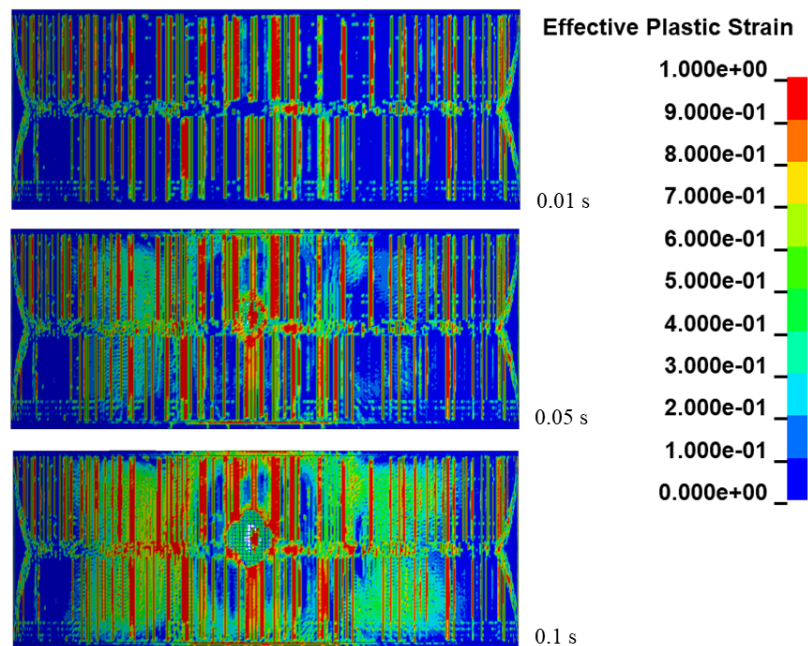 Effective Plastic Strain
1.000e+00
9.000e-01
8.000e-01
7.000e-01
6.000e-01
5.000e-01
4.000e-01
3.000e-01
2.000e-01
1.000e-01
0.000e+00
0.01 s
0.05 s
0.1 s